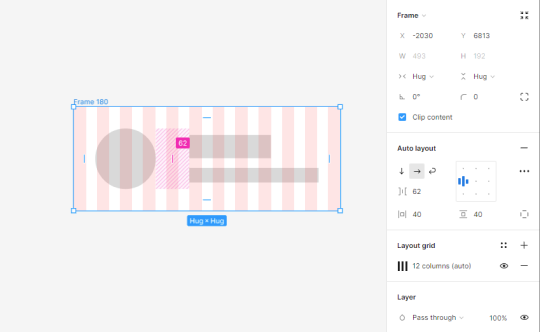 Frame 180
62
Hug × Hug
Frame
X -2030 Y 6813
W 493 H 192
Hug Hug
0° 0
Clip content
Auto layout
62
40 40
Layout grid
12 columns (auto)
Layer
Pass through 100%